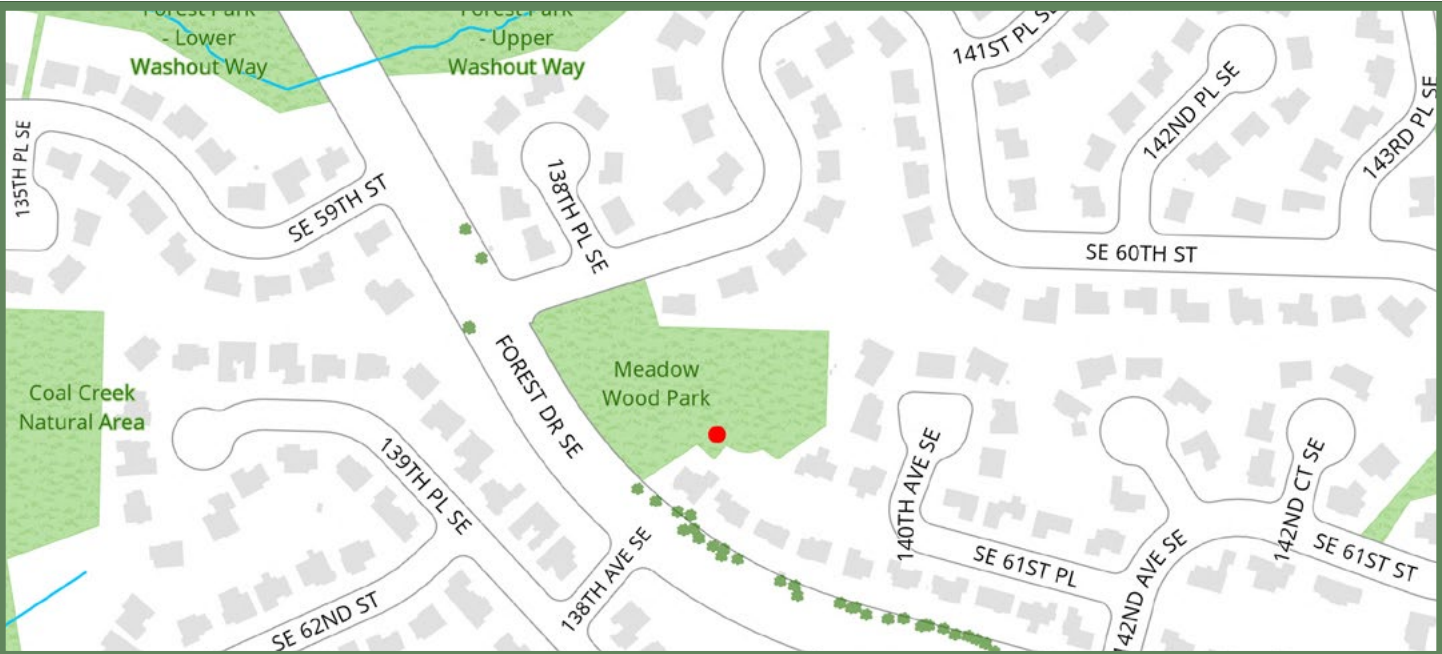 Forest Park
- Lower
Washout Way
Forest Park
- Upper
Washout Way
141ST PL SE
142ND PL SE
143RD PL SE
135TH PL SE
SE 59TH ST
138TH PL SE
SE 60TH ST
FOREST DR SE
Meadow
Wood Park
Coal Creek
Natural Area
139TH PL SE
140TH AVE SE
142ND CT SE
SE 61ST PL
SE 61ST ST
142ND AVE SE
138TH AVE SE
SE 62ND ST